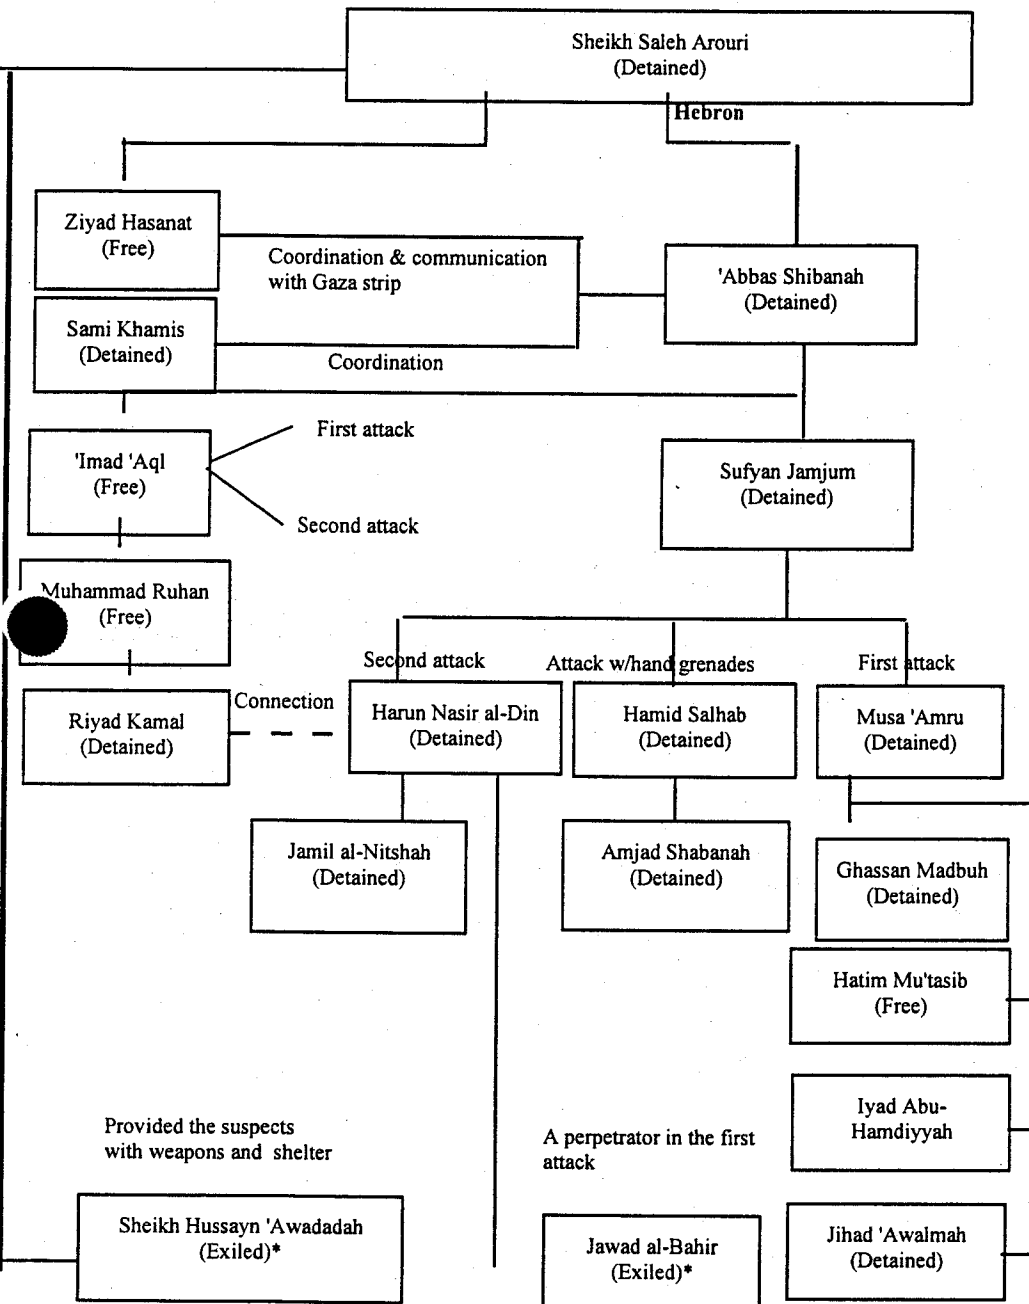 Sheikh Saleh Arouri
(Detained)
Hebron
Ziyad Hasanat
(Free)
Coordination & communication
with Gaza strip
'Abbas Shibanah
(Detained)
Sami Khamis
(Detained)
Coordination
'Imad 'Aql
(Free)
First attack
Second attack
Sufyan Jamjum
(Detained)
Muhammad Ruhan
(Free)
Second attack
Attack w/hand grenades
First attack
Riyad Kamal
(Detained)
Connection
Harun Nasir al-Din
(Detained)
Hamid Salhab
(Detained)
Musa 'Amru
(Detained)
Jamil al-Nitshah
(Detained)
Amjad Shabanah
(Detained)
Ghassan Madbuh
(Detained)
Hatim Mu'tasib
(Free)
Iyad Abu-
Hamdiyyah
Provided the suspects
with weapons and shelter
A perpetrator in the first
attack
Sheikh Hussayn 'Awadadah
(Exiled)*
Jawad al-Bahir
(Exiled)*
Jihad 'Awalmah
(Detained)